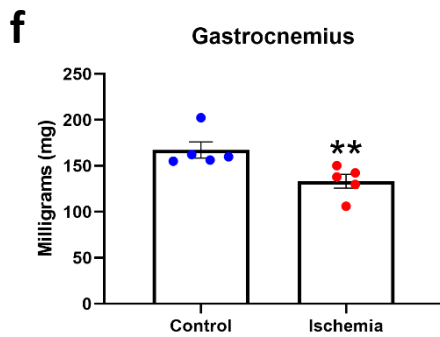 f
Gastrocnemius
Milligrams (mg)
250
200
150
100
50
0
**
Control Ischemia